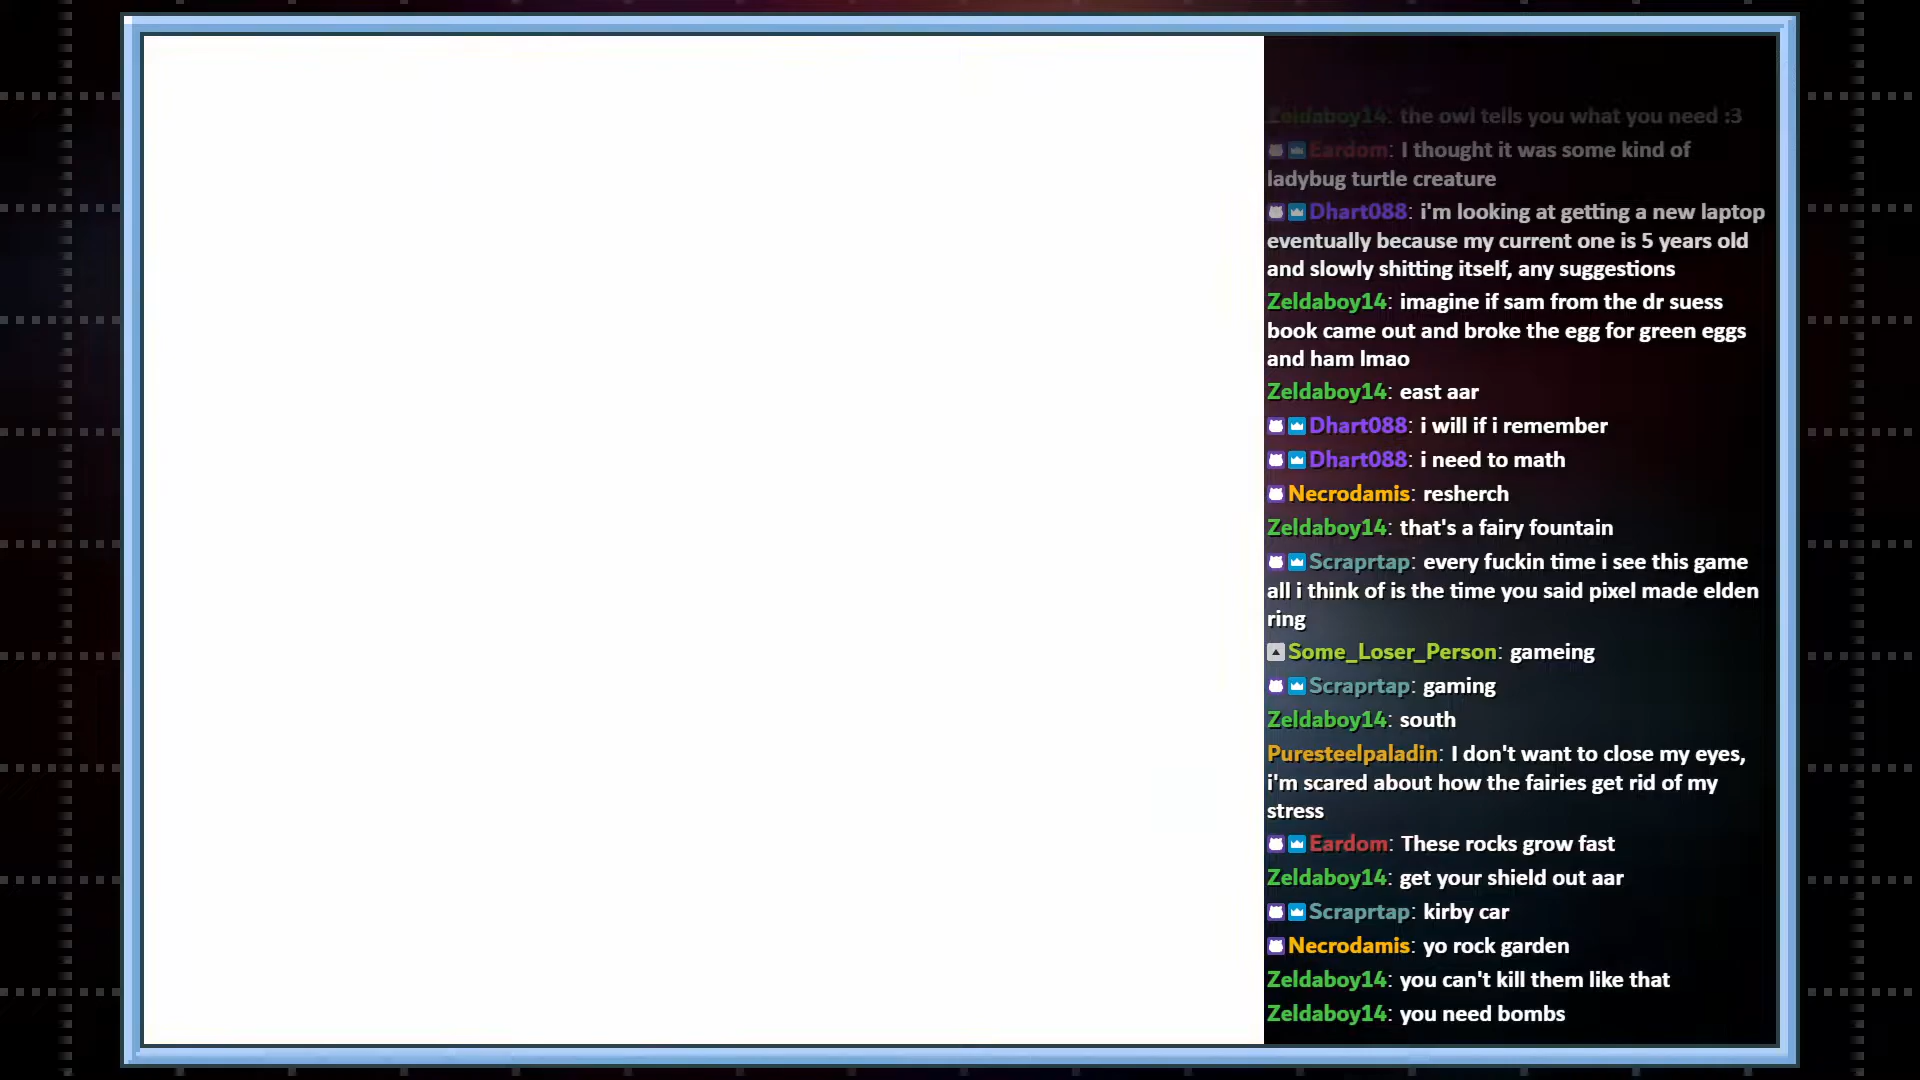 Zeldaboy14: the owl tells you what you need :3
Eardom: I thought it was some kind of
ladybug turtle creature
Dhart088: i'm looking at getting a new laptop
eventually because my current one is 5 years old
and slowly shitting itself, any suggestions
Zeldaboy14: imagine if sam from the dr suess
book came out and broke the egg for green eggs
and ham lmao
Zeldaboy14: east aar
Dhart088: i will if i remember
Dhart088: i need to math
Necrodamis: resherch
Zeldaboy14: that's a fairy fountain
Scraprtap: every fuckin time i see this game
all i think of is the time you said pixel made elden
ring
Some_Loser_Person: gameing
Scraprtap: gaming
Zeldaboy14: south
Puresteelpaladin: I don't want to close my eyes,
i'm scared about how the fairies get rid of my
stress
Eardom: These rocks grow fast
Zeldaboy14: get your shield out aar
Scraprtap: kirby car
Necrodamis: yo rock garden
Zeldaboy14: you can't kill them like that
Zeldaboy14: you need bombs